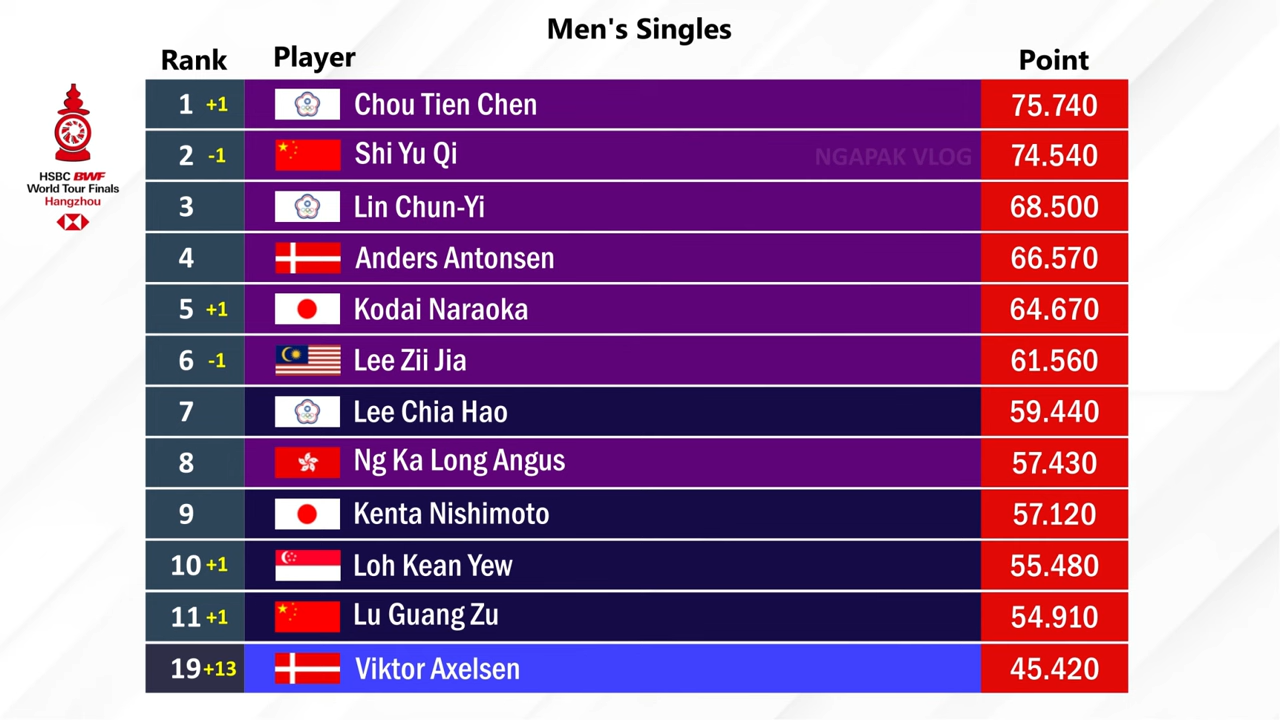 Men's Singles
Rank Player Point
1 +1 Chou Tien Chen 75.740
2 -1 Shi Yu Qi NGAPAK VLOG 74.540
3 Lin Chun-Yi 68.500
4 Anders Antonsen 66.570
5 +1 Kodai Naraoka 64.670
6 -1 Lee Zii Jia 61.560
7 Lee Chia Hao 59.440
8 Ng Ka Long Angus 57.430
9 Kenta Nishimoto 57.120
10 +1 Loh Kean Yew 55.480
11 +1 Lu Guang Zu 54.910
19 +13 Viktor Axelsen 45.420
HSBC BWF
World Tour Finals
Hangzhou